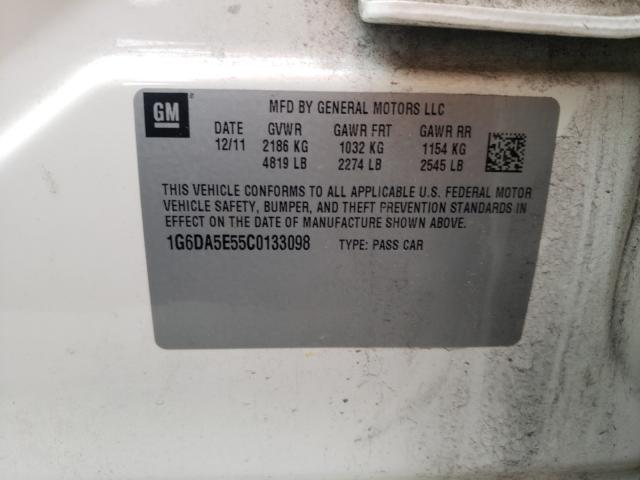 GM
MFD BY GENERAL MOTORS LLC
DATE GVWR GAWR FRT GAWR RR
12/11 2186 KG 1032 KG 1154 KG
4819 LB 2274 LB 2545 LB
THIS VEHICLE CONFORMS TO ALL APPLICABLE U.S. FEDERAL MOTOR
VEHICLE SAFETY, BUMPER, AND THEFT PREVENTION STANDARDS IN
EFFECT ON THE DATE OF MANUFACTURE SHOWN ABOVE.
1G6DA5E55C0133098 TYPE: PASS CAR